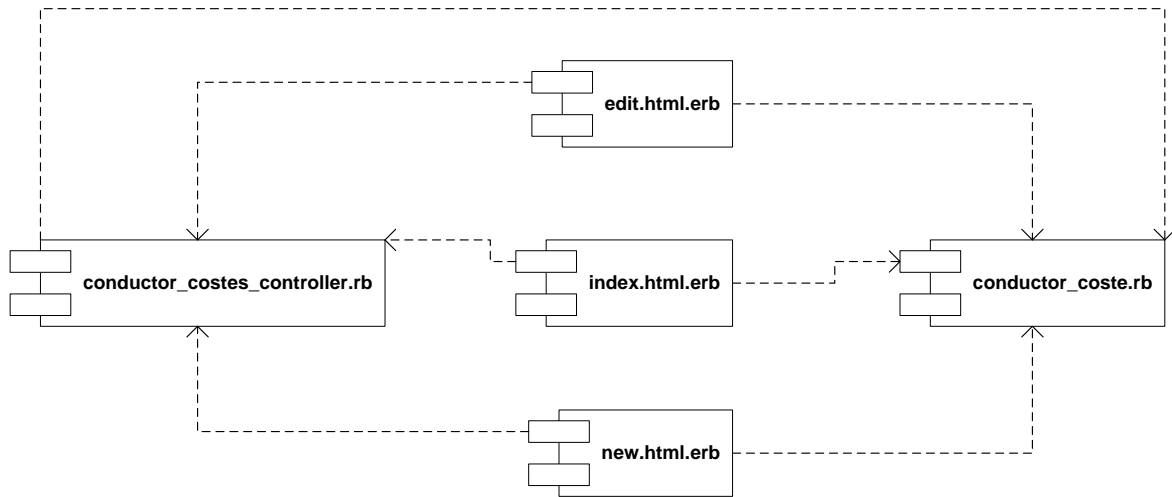 edit.html.erb
conductor_costes_controller.rb
index.html.erb
conductor_coste.rb
new.html.erb